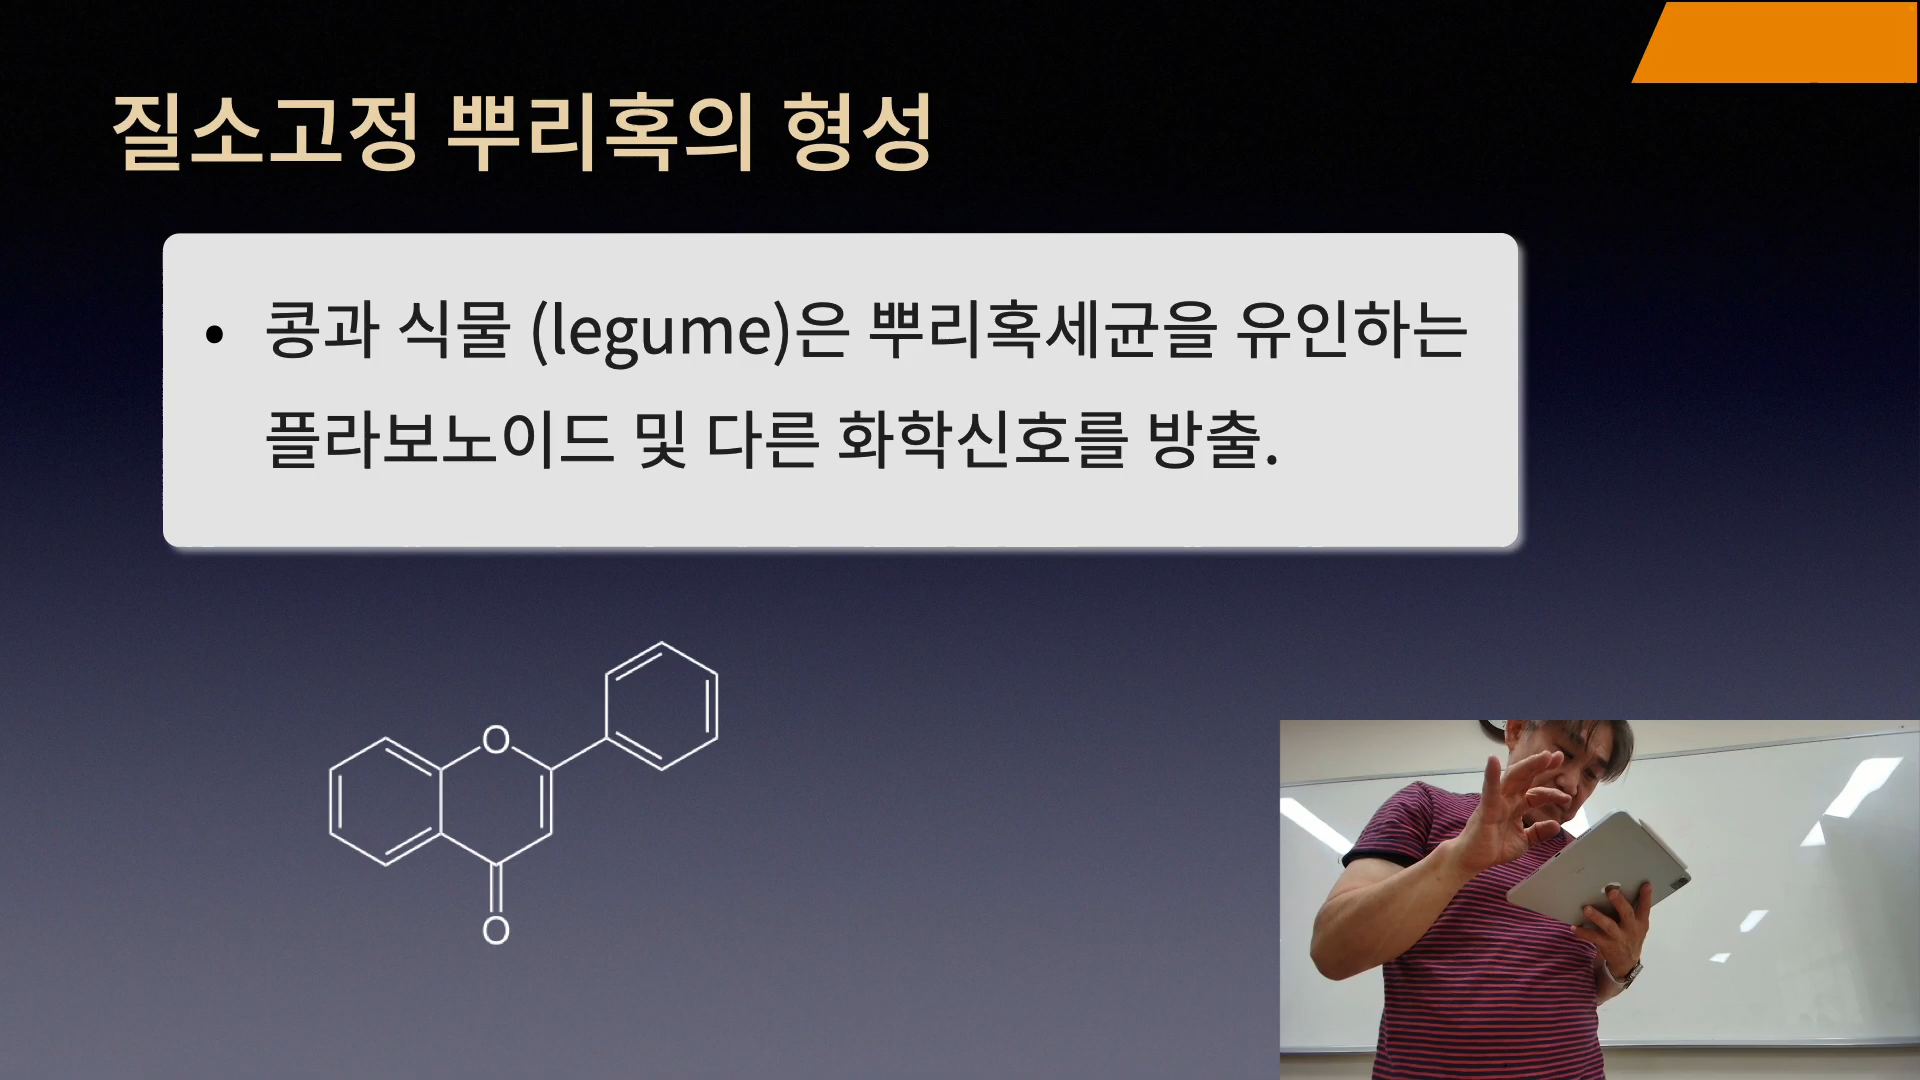 질소고정 뿌리혹의 형성
• 콩과 식물 (legume)은 뿌리혹세균을 유인하는
플라보노이드 및 다른 화학신호를 방출.
O
O